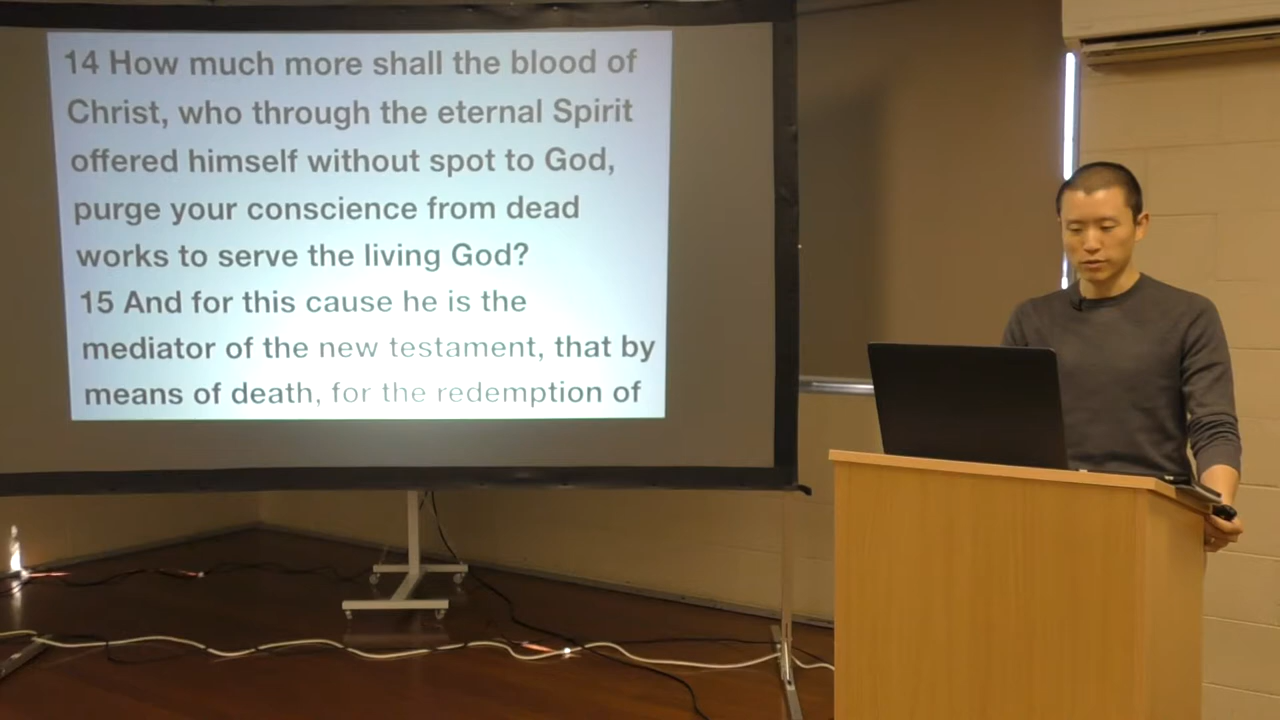 14 How much more shall the blood of
Christ, who through the eternal Spirit
offered himself without spot to God,
purge your conscience from dead
works to serve the living God?
15 And for this cause he is the
mediator of the new testament, that by
means of death, for the redemption of